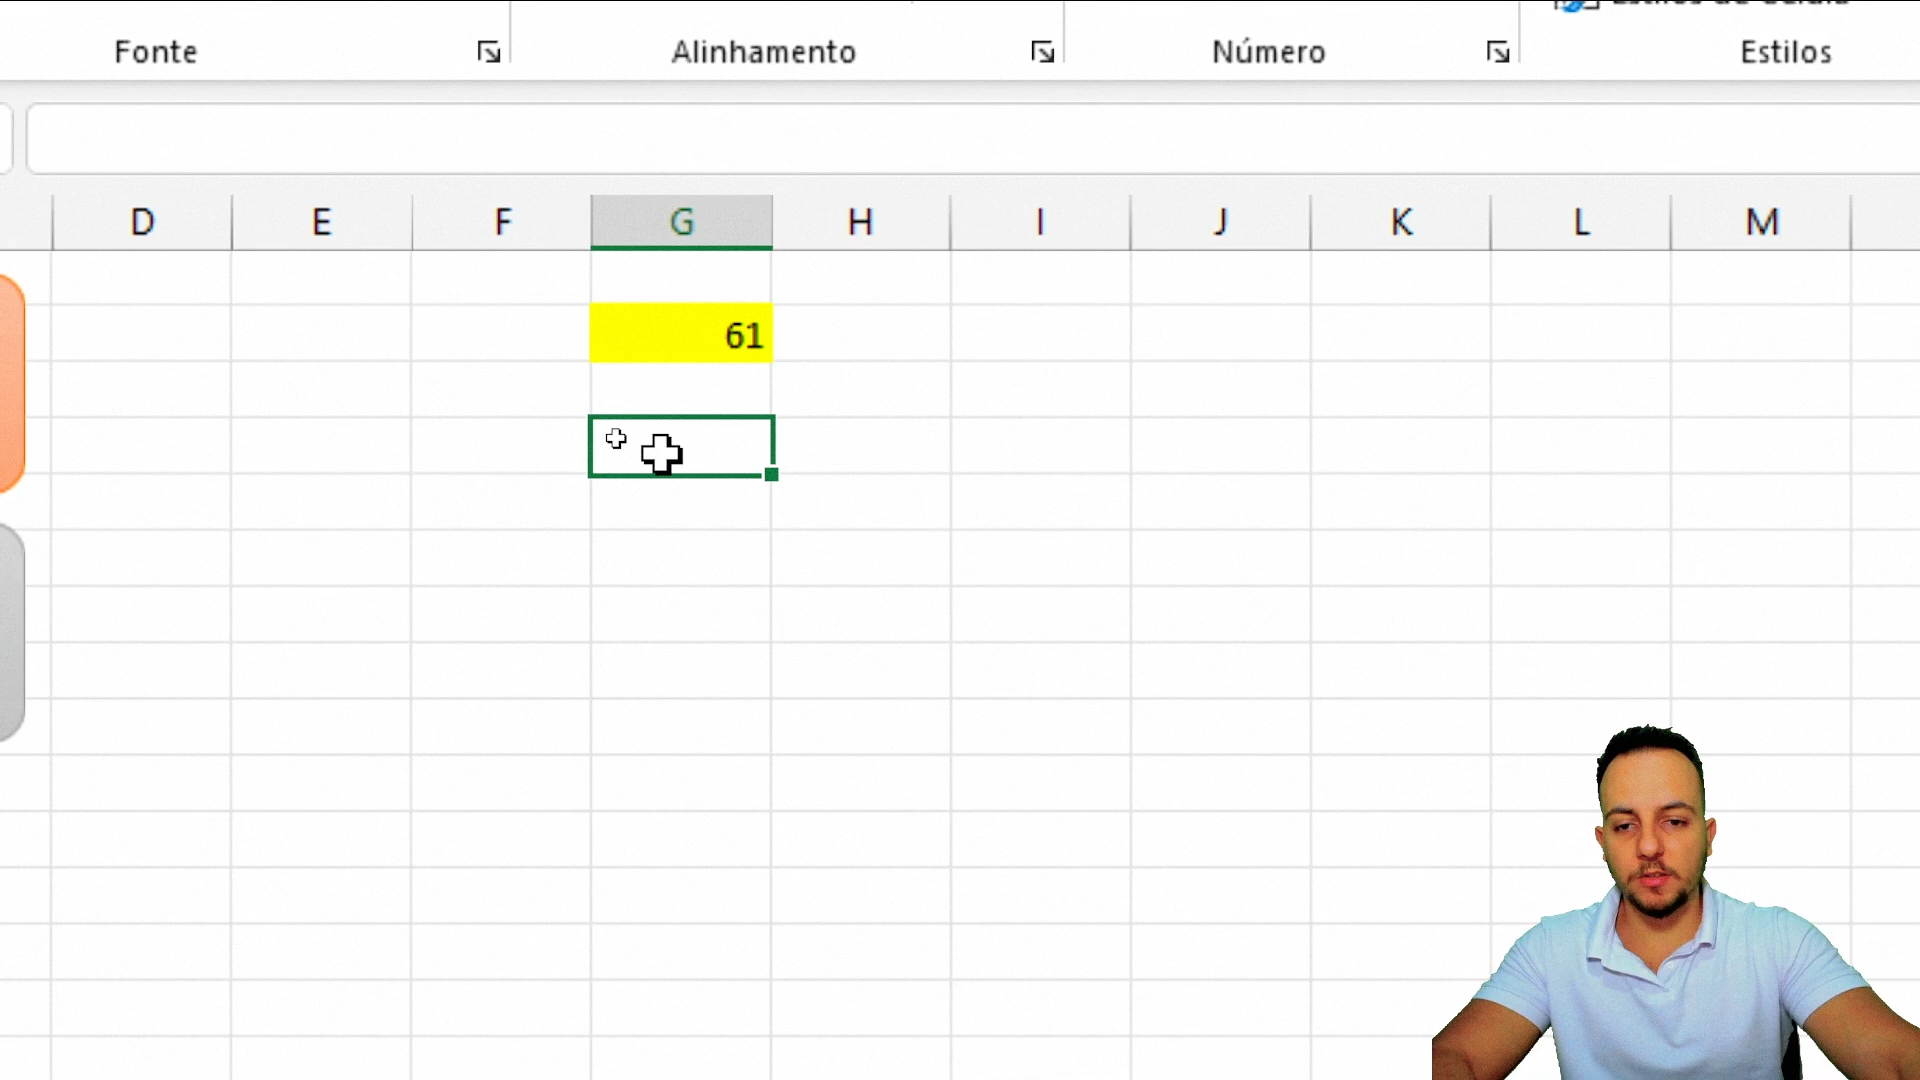 Fonte
Alinhamento
Número
Estilos
D E F G H I J K L M
61